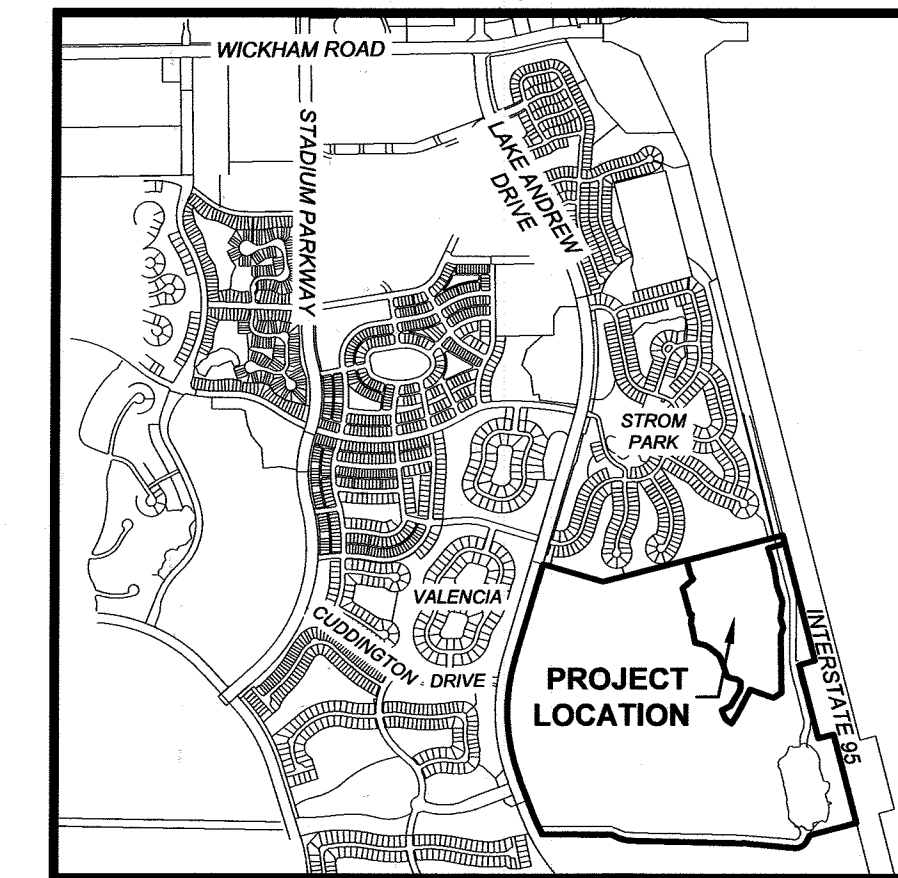 WICKHAM ROAD
STADIUM PARKWAY
LAKE ANDREW
DRIVE
STROM
PARK
VALENCIA
CUDDINGTON DRIVE
PROJECT
LOCATION
INTERSTATE 95